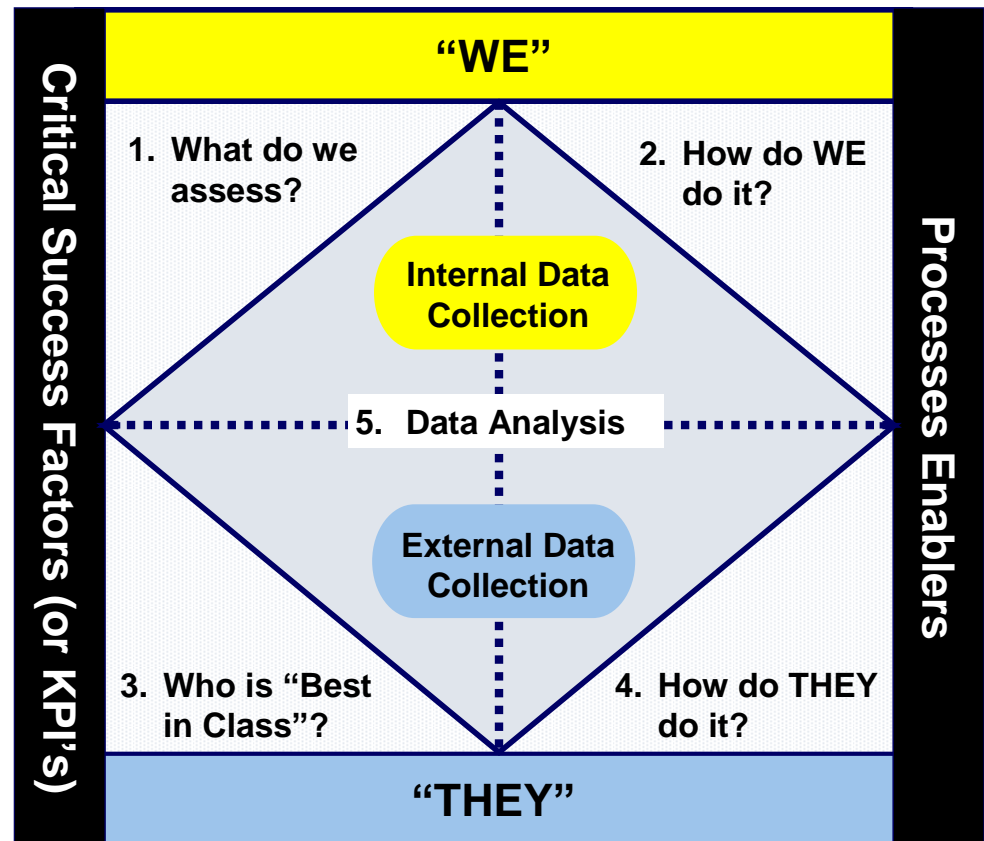 “WE”
Critical Success Factors (or KPI’s)
1. What do we
assess?
2. How do WE
do it?
Processes Enablers
Internal Data
Collection
5. Data Analysis
External Data
Collection
3. Who is “Best
in Class”?
4. How do THEY
do it?
“THEY”